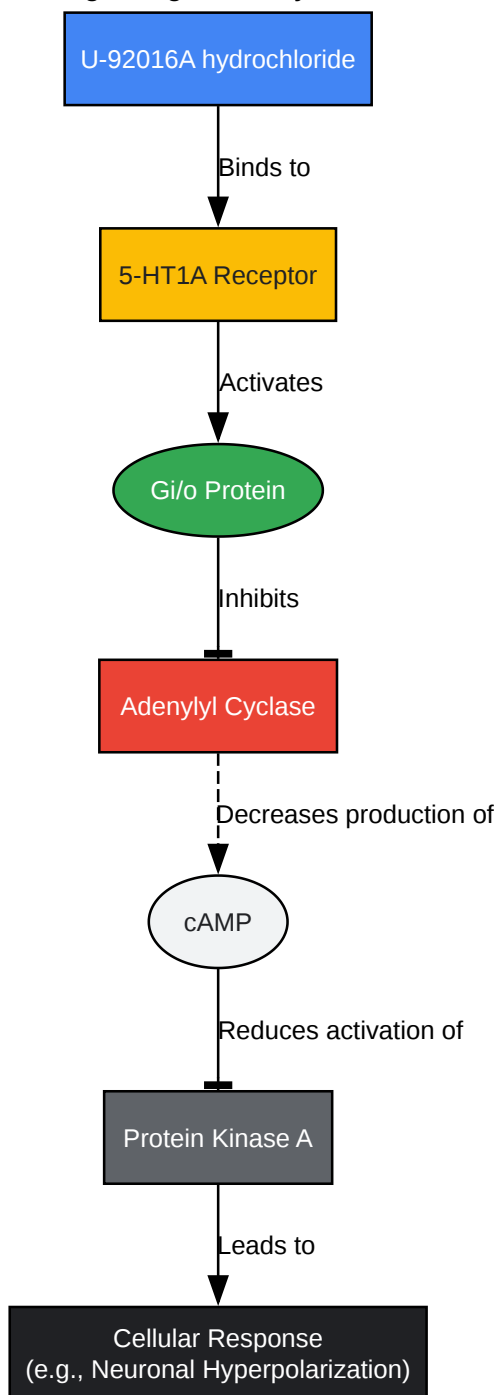 U-92016A hydrochloride
Binds to
5-HT1A Receptor
Activates
Gi/o Protein
Inhibits
Adenylyl Cyclase
Decreases production of
cAMP
Reduces activation of
Protein Kinase A
Leads to
Cellular Response
(e.g., Neuronal Hyperpolarization)